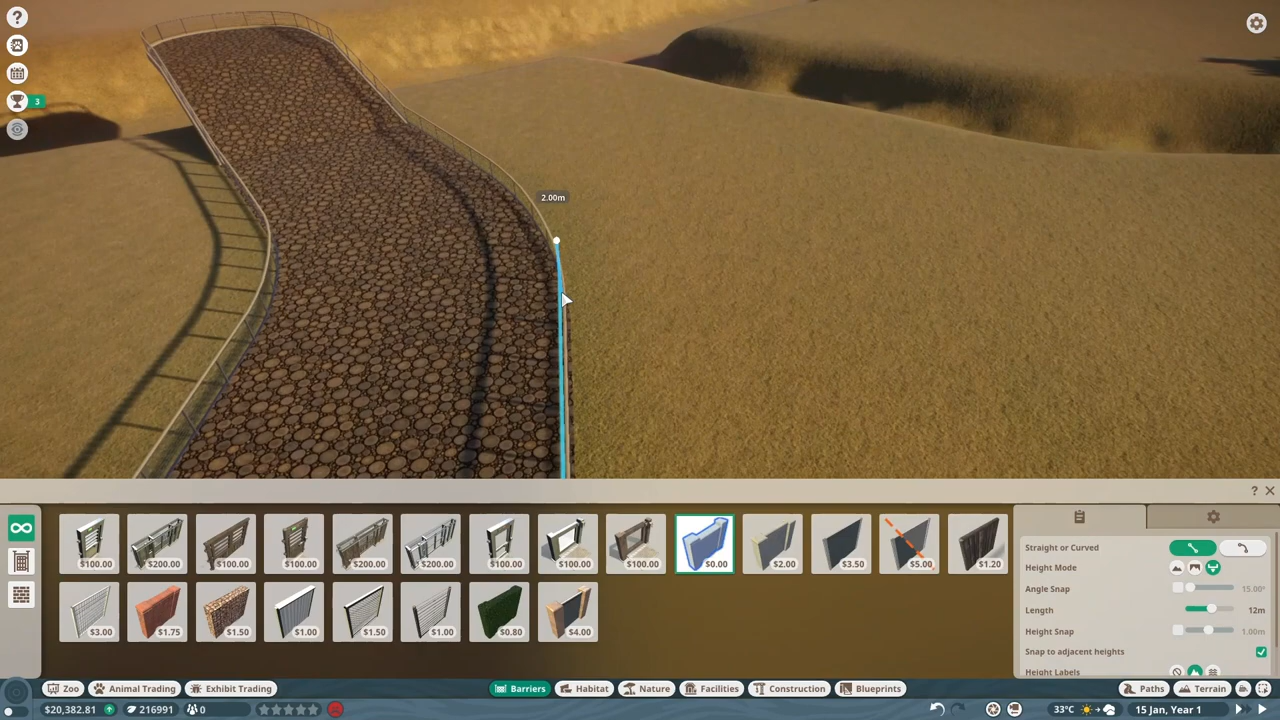 ?
3
2.00m
? ✕
$100.00 $200.00 $100.00 $100.00 $200.00 $200.00 $100.00 $100.00 $100.00 $0.00 $2.00 $3.50 $5.00 $1.20
$3.00 $1.75 $1.50 $1.00 $1.50 $1.00 $0.80 $4.00
Straight or Curved
Height Mode
Angle Snap 15.00°
Length 12m
Height Snap 1.00m
Snap to adjacent heights
Height Labels
Zoo Animal Trading Exhibit Trading Barriers Habitat Nature Facilities Construction Blueprints Paths Terrain
$20,382.81 216991 0 33°C 15 Jan, Year 1